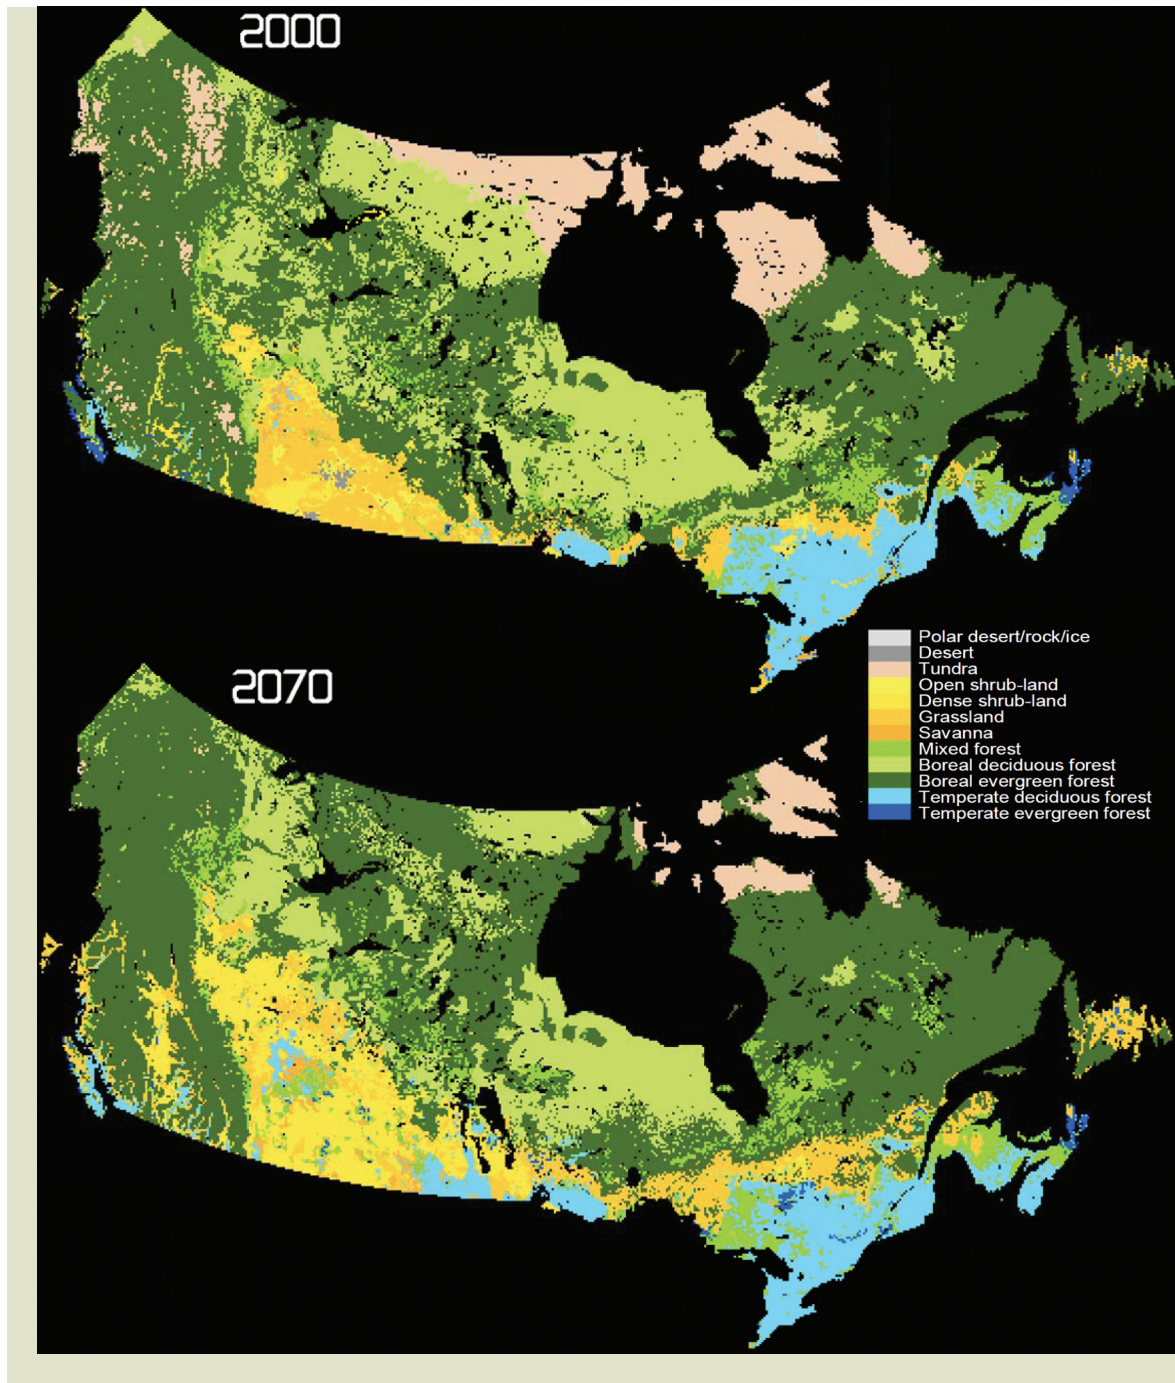 2000
Polar desert/rock/ice
Desert
Tundra
Open shrub-land
Dense shrub-land
Grassland
Savanna
Mixed forest
Boreal deciduous forest
Boreal evergreen forest
Temperate deciduous forest
Temperate evergreen forest
2070